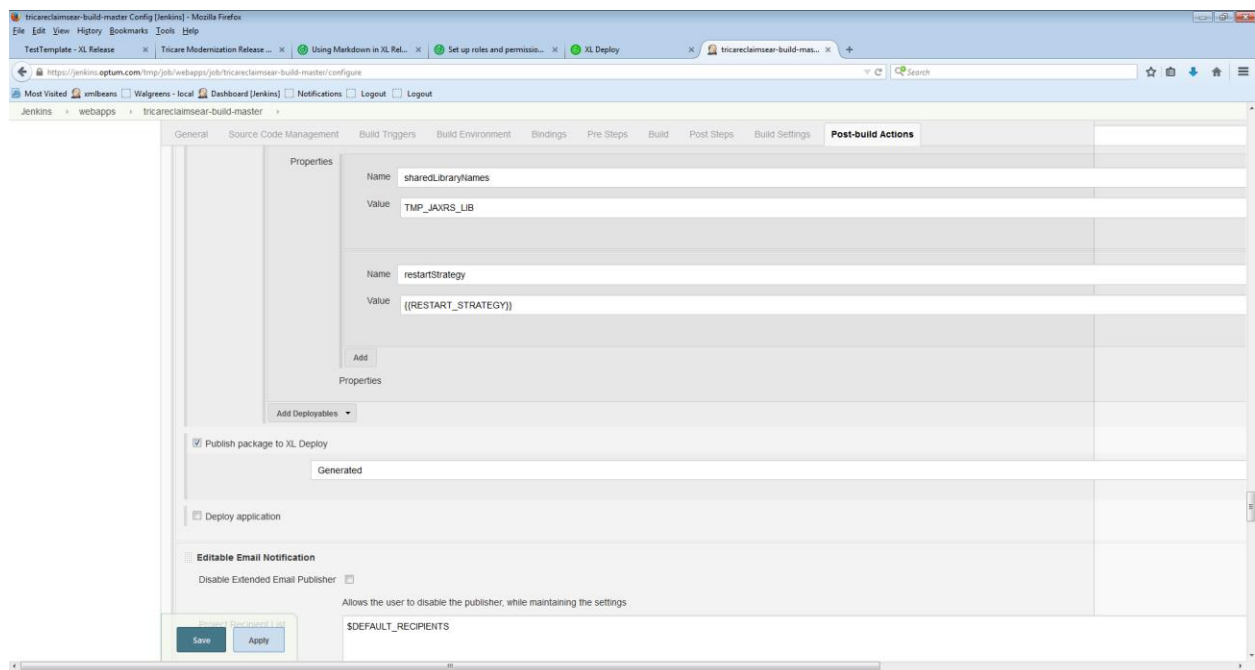 tricareclaimsear-build-master Config [Jenkins] - Mozilla Firefox
File Edit View History Bookmarks Tools Help
TestTemplate - XL Release × Tricare Modernization Release ... × Using Markdown in XL Rel... × Set up roles and permissio... × XL Deploy × tricareclaimsear-build-mas... × +
https://jenkins.optum.com/tmp/job/webapps/job/tricareclaimsear-build-master/configure Search
Most Visited xmlbeans Walgreens - local Dashboard [Jenkins] Notifications Logout Logout
Jenkins webapps tricareclaimsear-build-master
General Source Code Management Build Triggers Build Environment Bindings Pre Steps Build Post Steps Build Settings Post-build Actions
Properties
Name sharedLibraryNames
Value TMP_JAXRS_LIB
Name restartStrategy
Value {{RESTART_STRATEGY}}
Add
Properties
Add Deployables
Publish package to XL Deploy
Generated
Deploy application
Editable Email Notification
Disable Extended Email Publisher
Allows the user to disable the publisher, while maintaining the settings
Project Recipient List
$DEFAULT_RECIPIENTS
Save Apply